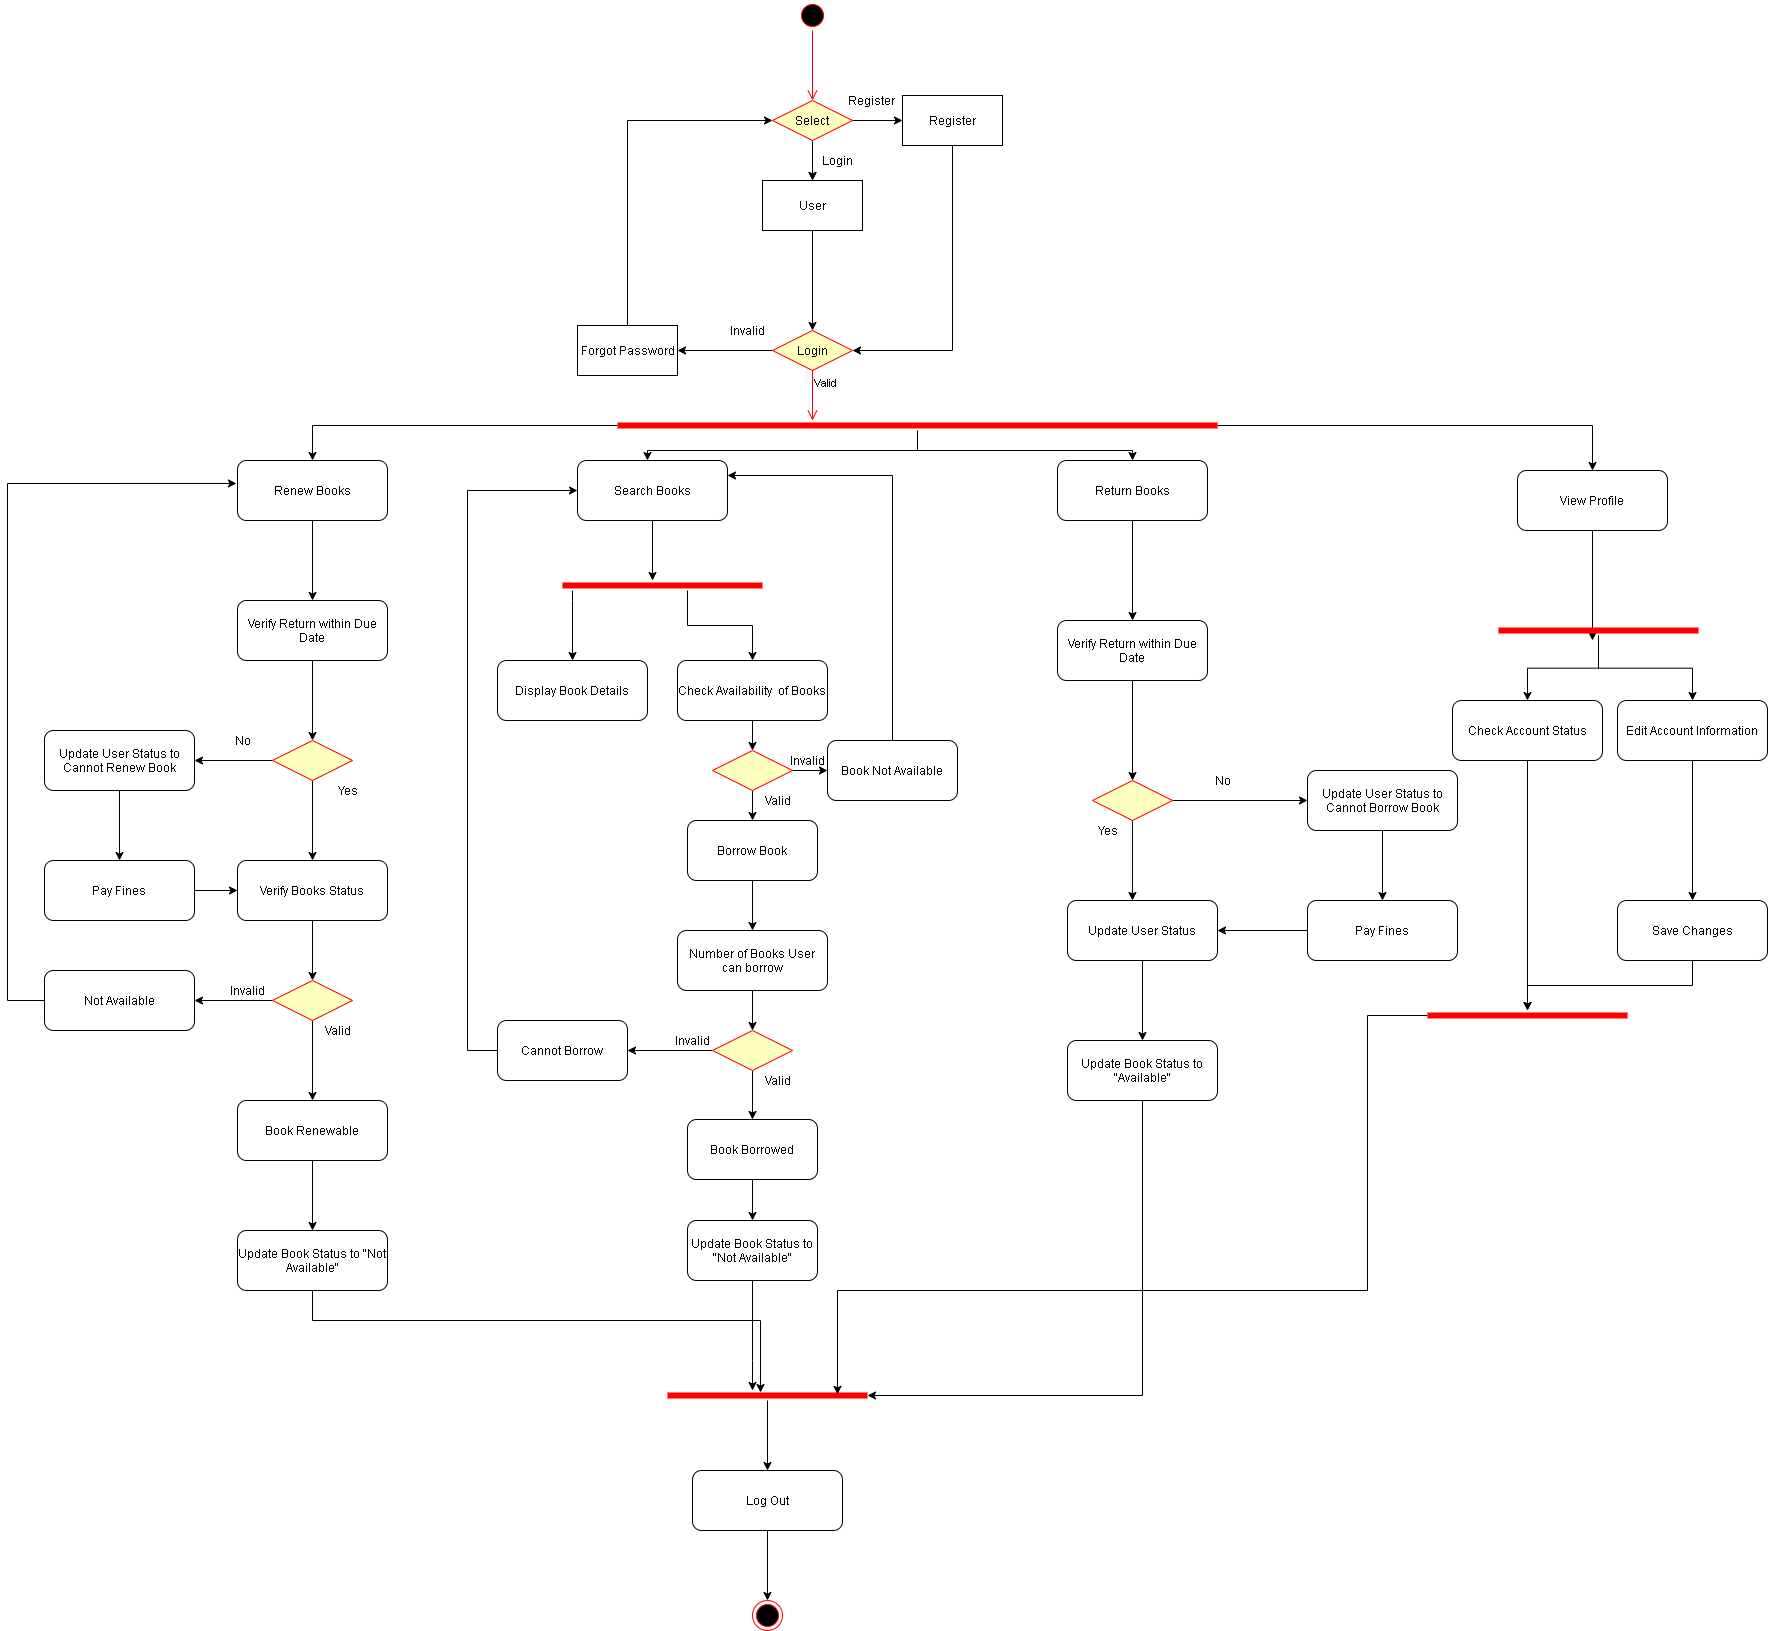 Register
Select
Register
Login
User
Invalid
Forgot Password
Login
Valid
Renew Books
Search Books
Return Books
View Profile
Verify Return within Due
Date
Verify Return within Due
Date
Display Book Details
Check Availability of Books
Check Account Status
Edit Account Information
No
Update User Status to
Cannot Renew Book
Yes
Invalid
Book Not Available
Valid
No
Update User Status to
Cannot Borrow Book
Yes
Borrow Book
Pay Fines
Verify Books Status
Update User Status
Pay Fines
Save Changes
Number of Books User
can borrow
Invalid
Not Available
Valid
Invalid
Cannot Borrow
Valid
Update Book Status to
"Available"
Book Renewable
Book Borrowed
Update Book Status to "Not
Available"
Update Book Status to
"Not Available"
Log Out